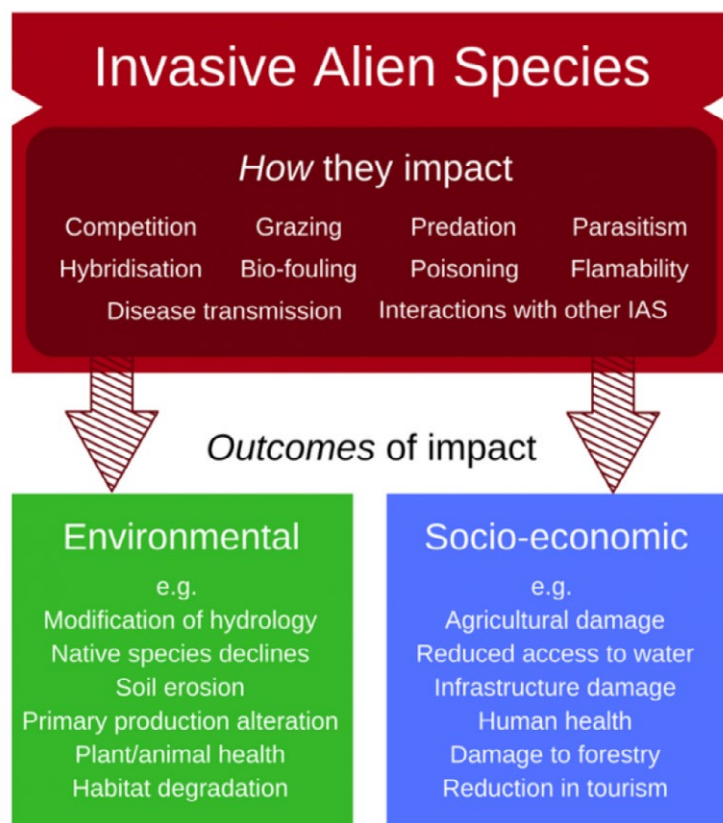 Invasive Alien Species
How they impact
Competition Grazing Predation Parasitism
Hybridisation Bio-fouling Poisoning Flamability
Disease transmission Interactions with other IAS
Outcomes of impact
Environmental
e.g.
Modification of hydrology
Native species declines
Soil erosion
Primary production alteration
Plant/animal health
Habitat degradation
Socio-economic
e.g.
Agricultural damage
Reduced access to water
Infrastructure damage
Human health
Damage to forestry
Reduction in tourism